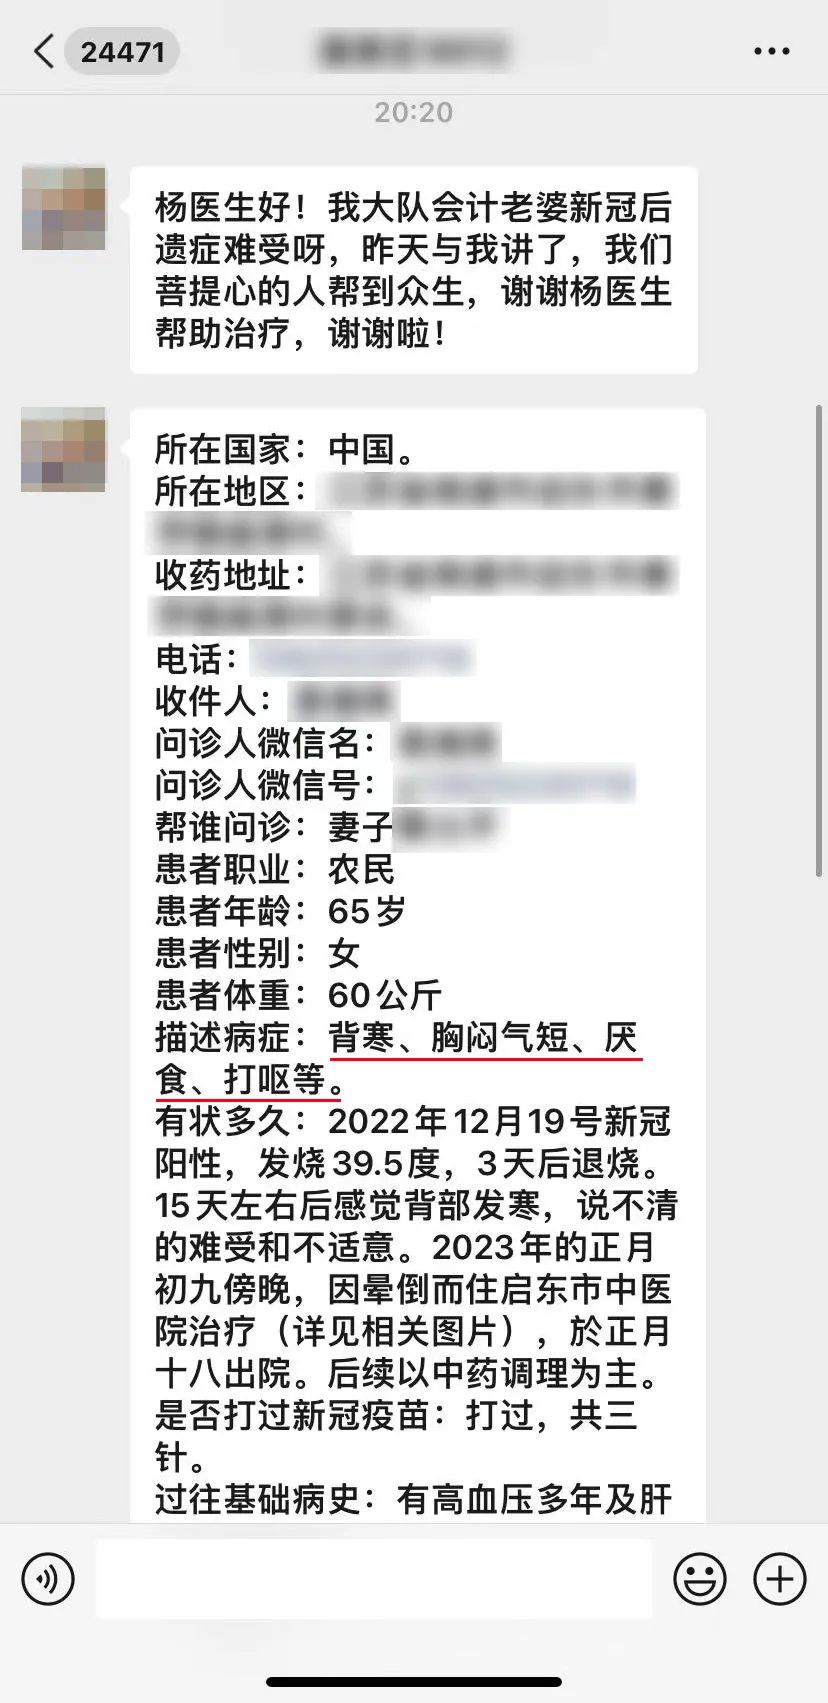 24471
20:20
杨医生好！我大队会计老婆新冠后
遗症难受呀，昨天与我讲了，我们
菩提心的人帮到众生，谢谢杨医生
帮助治疗，谢谢啦！
所在国家：中国。
所在地区：
收药地址：
电话：
收件人：
问诊人微信名：
问诊人微信号：
帮谁问诊：妻子
患者职业：农民
患者年龄：65岁
患者性别：女
患者体重：60公斤
描述病症：背寒、胸闷气短、厌
食、打呕等。
有状多久：2022年12月19号新冠
阳性，发烧39.5度，3天后退烧。
15天左右后感觉背部发寒，说不清
的难受和不适意。2023年的正月
初九傍晚，因晕倒而住启东市中医
院治疗（详见相关图片），於正月
十八出院。后续以中药调理为主。
是否打过新冠疫苗：打过，共三
针。
过往基础病史：有高血压多年及肝